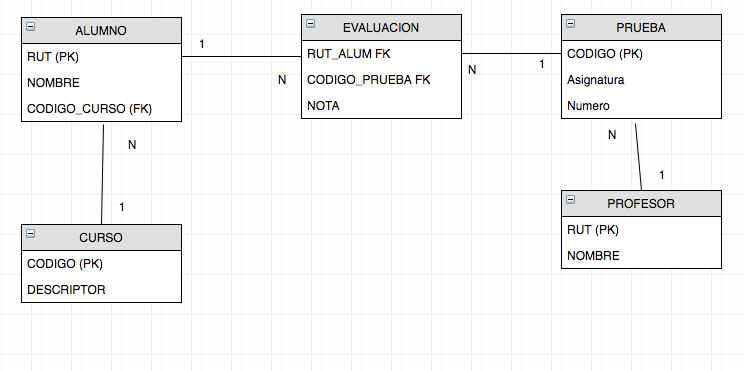 ALUMNO
RUT (PK)
NOMBRE
CODIGO_CURSO (FK)
1
N
EVALUACION
RUT_ALUM FK
CODIGO_PRUEBA FK
NOTA
N
1
PRUEBA
CODIGO (PK)
Asignatura
Numero
N
1
CURSO
CODIGO (PK)
DESCRIPTOR
N
1
PROFESOR
RUT (PK)
NOMBRE